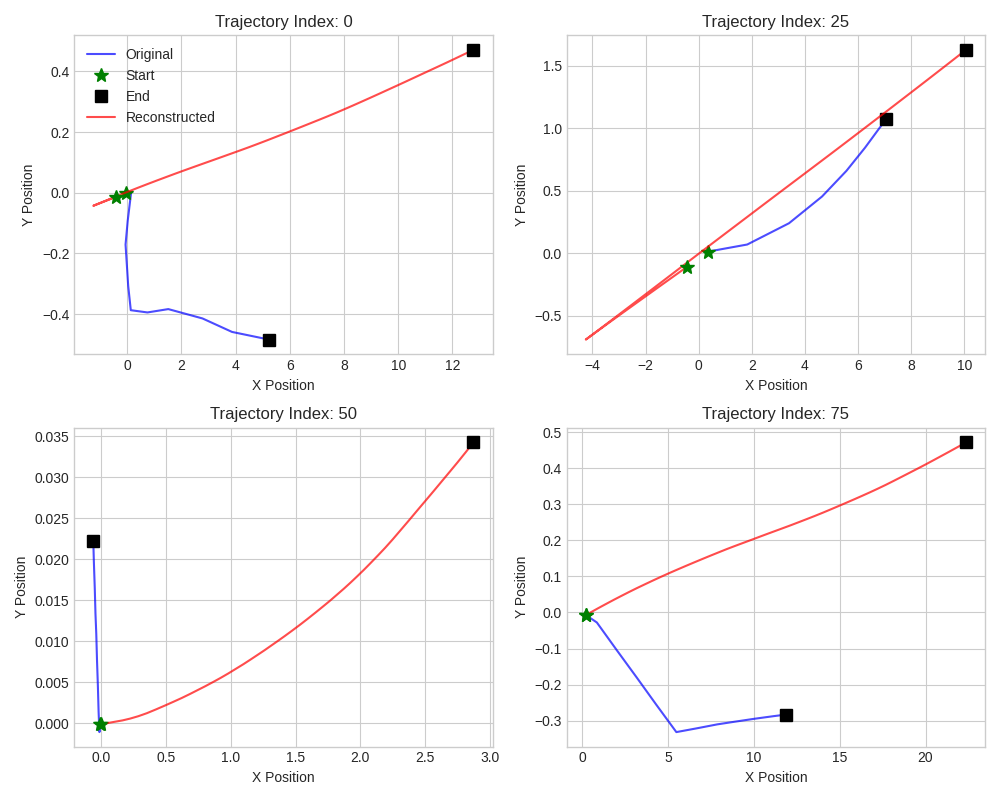 Trajectory Index: 0
Original
Start
End
Reconstructed
0.4
0.2
0.0
−0.2
−0.4
Y Position
0 2 4 6 8 10 12
X Position
Trajectory Index: 25
1.5
1.0
0.5
0.0
−0.5
Y Position
−4 −2 0 2 4 6 8 10
X Position
Trajectory Index: 50
0.035
0.030
0.025
0.020
0.015
0.010
0.005
0.000
Y Position
0.0 0.5 1.0 1.5 2.0 2.5 3.0
X Position
Trajectory Index: 75
0.5
0.4
0.3
0.2
0.1
0.0
−0.1
−0.2
−0.3
Y Position
0 5 10 15 20
X Position